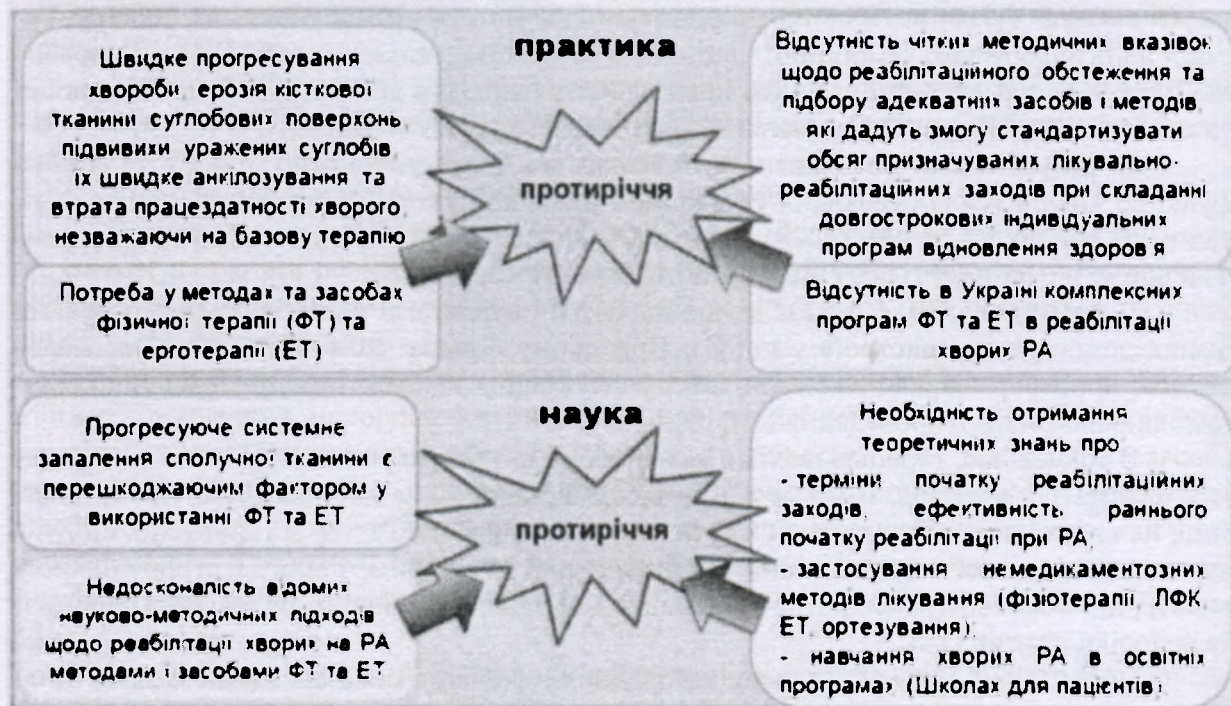 практика
Швидке прогресування
хвороби, ерозія кісткової
тканини суглобових поверхонь,
підвивихи уражених суглобів,
їх швидке анкілозування та
втрата працездатності хворого
незважаючи на базову терапію
Потреба у методах та засобах
фізичної терапії (ФТ) та
ерготерапії (ЕТ)
протиріччя
Відсутність чітких методичних вказівок
щодо реабілітаційного обстеження та
підбору адекватних засобів і методів,
які дадуть змогу стандартизувати
обсяг призначуваних лікувально-
реабілітаційних заходів при складанні
довгострокових індивідуальних
програм відновлення здоров'я
Відсутність в Україні комплексних
програм ФТ та ЕТ в реабілітації
хворих РА
наука
Прогресуюче системне
запалення сполучної тканини є
перешкоджаючим фактором у
використанні ФТ та ЕТ
Недосконалість відомих
науково-методичних підходів
щодо реабілітації хворих на РА
методами і засобами ФТ та ЕТ
протиріччя
Необхідність отримання
теоретичних знань про
- терміни початку реабілітаційних
заходів, ефективність раннього
початку реабілітації при РА;
- застосування немедикаментозних
методів лікування (фізіотерапії, ЛФК,
ЕТ, ортезування);
- навчання хворих РА в освітніх
програмах (Школах для пацієнтів)